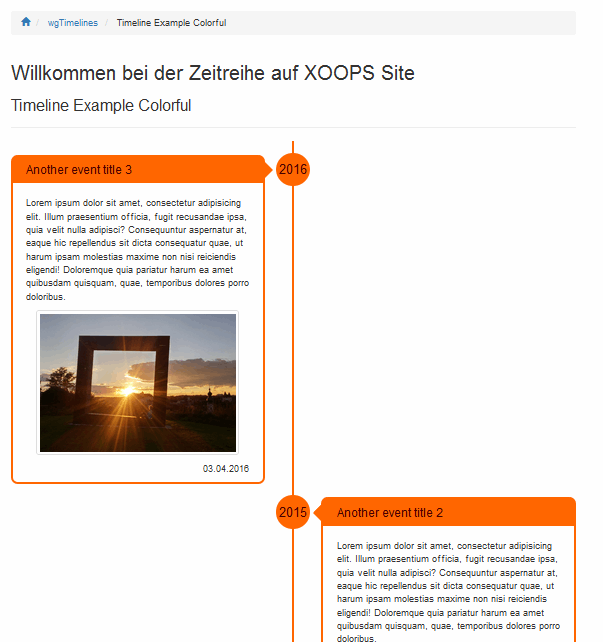 wgTimelines / Timeline Example Colorful
Willkommen bei der Zeitreihe auf XOOPS Site
Timeline Example Colorful
Another event title 3
2016
Lorem ipsum dolor sit amet, consectetur adipisicing
elit. Illum praesentium officia, fugit recusandae ipsa,
quia velit nulla adipisci? Consequuntur aspernatur at,
eaque hic repellendus sit dicta consequatur quae, ut
harum ipsam molestias maxime non nisi reiciendis
eligendi! Doloremque quia pariatur harum ea amet
quibusdam quisquam, quae, temporibus dolores porro
doloribus.
03.04.2016
2015
Another event title 2
Lorem ipsum dolor sit amet, consectetur adipisicing
elit. Illum praesentium officia, fugit recusandae ipsa,
quia velit nulla adipisci? Consequuntur aspernatur at,
eaque hic repellendus sit dicta consequatur quae, ut
harum ipsam molestias maxime non nisi reiciendis
eligendi! Doloremque quia pariatur harum ea amet
quibusdam quisquam, quae, temporibus dolores porro
doloribus.